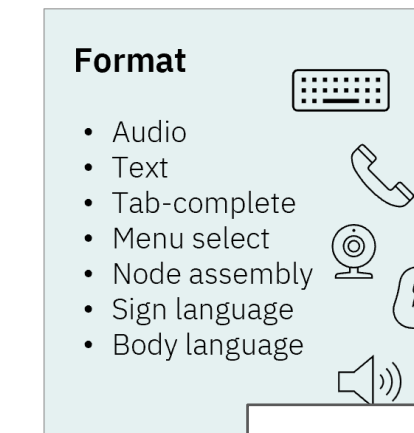 Format
• Audio
• Text
• Tab-complete
• Menu select
• Node assembly
• Sign language
• Body language